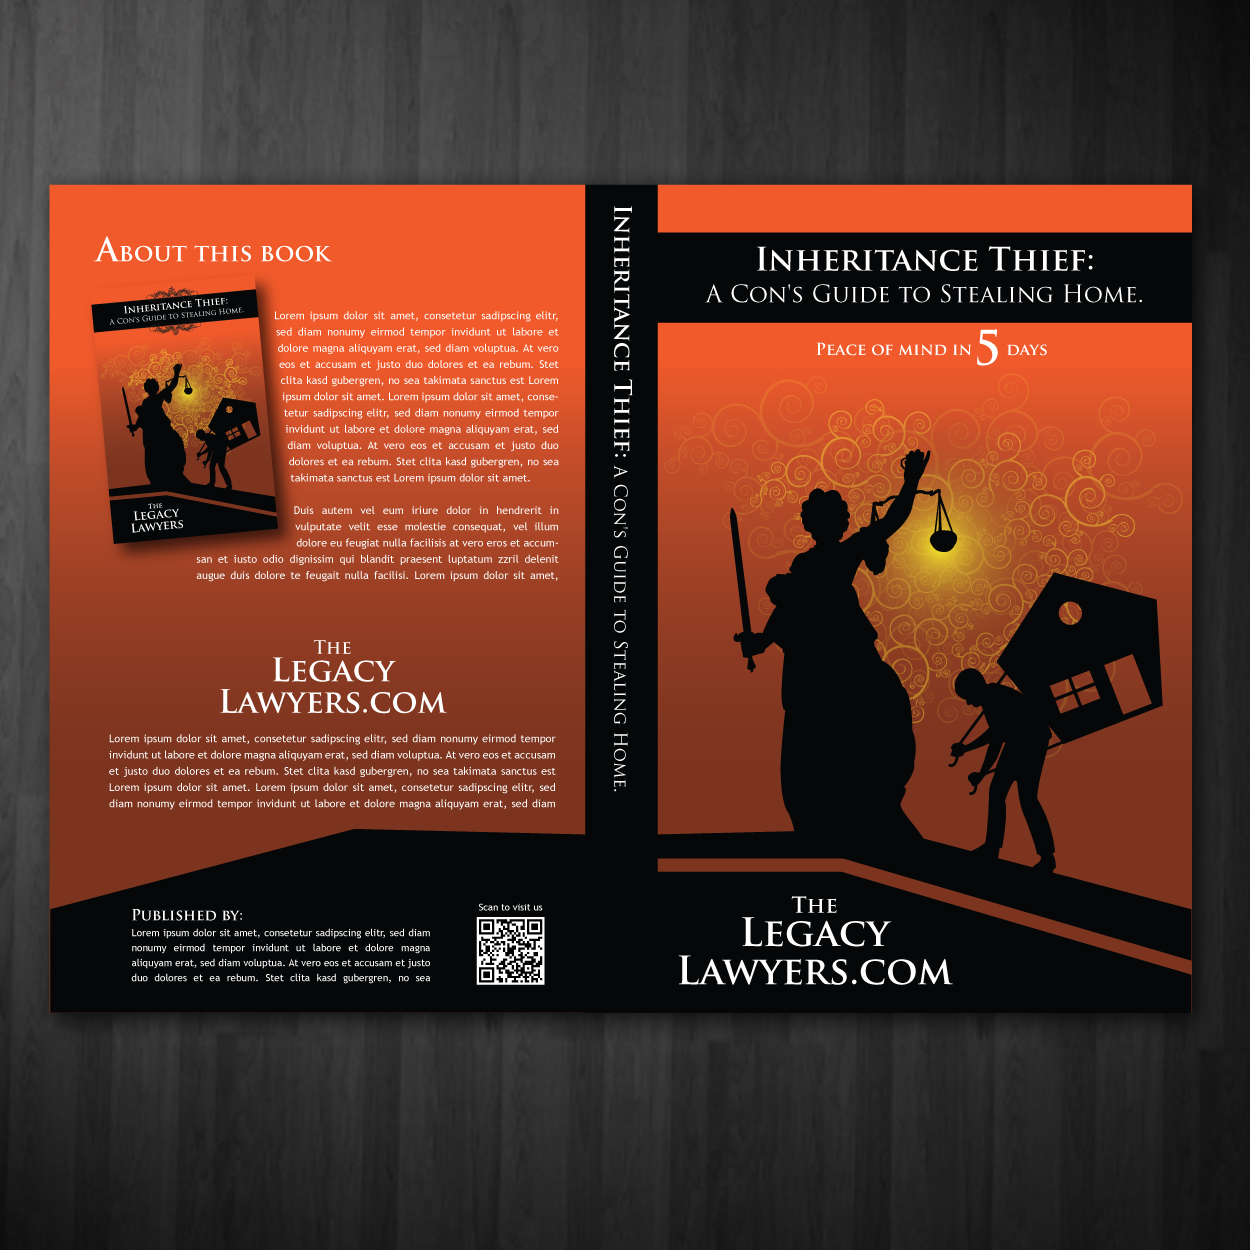 About this book
Inheritance Thief:
A Con's Guide to Stealing Home.
The
Legacy
Lawyers
Lorem ipsum dolor sit amet, consetetur sadipscing elitr,
sed diam nonumy eirmod tempor invidunt ut labore et
dolore magna aliquyam erat, sed diam voluptua. At vero
eos et accusam et justo duo dolores et ea rebum. Stet
clita kasd gubergren, no sea takimata sanctus est Lorem
ipsum dolor sit amet. Lorem ipsum dolor sit amet, conse-
tetur sadipscing elitr, sed diam nonumy eirmod tempor
invidunt ut labore et dolore magna aliquyam erat, sed
diam voluptua. At vero eos et accusam et justo duo
dolores et ea rebum. Stet clita kasd gubergren, no sea
takimata sanctus est Lorem ipsum dolor sit amet.
Duis autem vel eum iriure dolor in hendrerit in
vulputate velit esse molestie consequat, vel illum
dolore eu feugiat nulla facilisis at vero eros et accum-
san et iusto odio dignissim qui blandit praesent luptatum zzril delenit
augue duis dolore te feugait nulla facilisi. Lorem ipsum dolor sit amet,
The
Legacy
Lawyers.com
Lorem ipsum dolor sit amet, consetetur sadipscing elitr, sed diam nonumy eirmod tempor
invidunt ut labore et dolore magna aliquyam erat, sed diam voluptua. At vero eos et accusam
et justo duo dolores et ea rebum. Stet clita kasd gubergren, no sea takimata sanctus est
Lorem ipsum dolor sit amet. Lorem ipsum dolor sit amet, consetetur sadipscing elitr, sed
diam nonumy eirmod tempor invidunt ut labore et dolore magna aliquyam erat, sed diam
Published by:
Lorem ipsum dolor sit amet, consetetur sadipscing elitr, sed diam
nonumy eirmod tempor invidunt ut labore et dolore magna
aliquyam erat, sed diam voluptua. At vero eos et accusam et justo
duo dolores et ea rebum. Stet clita kasd gubergren, no sea
Scan to visit us
Inheritance Thief: A Con's Guide to Stealing Home.
Inheritance Thief:
A Con's Guide to Stealing Home.
Peace of mind in 5 days
The
Legacy
Lawyers.com